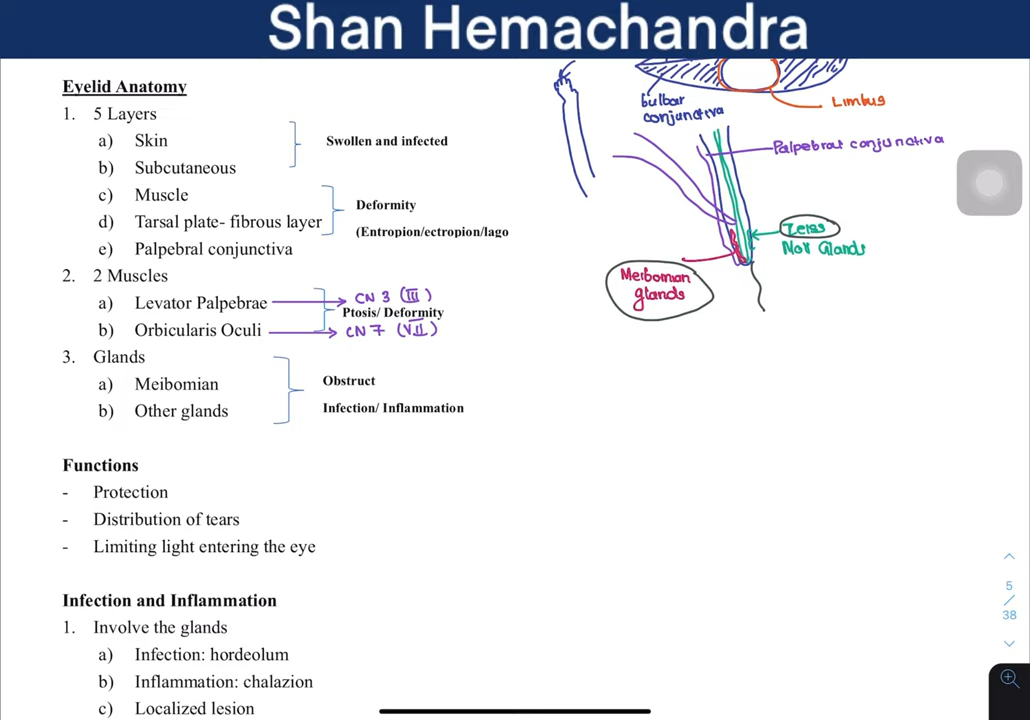 Shan Hemachandra
Eyelid Anatomy
1. 5 Layers
a) Skin
b) Subcutaneous
Swollen and infected
c) Muscle
d) Tarsal plate- fibrous layer
e) Palpebral conjunctiva
Deformity
(Entropion/ectropion/lago
2. 2 Muscles
a) Levator Palpebrae
CN 3 (III)
Ptosis/ Deformity
b) Orbicularis Oculi
CN 7 (VII)
3. Glands
a) Meibomian
b) Other glands
Obstruct
Infection/ Inflammation
bulbar
conjunctiva
Limbus
Palpebral conjunctiva
Zeiss
Moll Glands
Meibomian
glands
Functions
- Protection
- Distribution of tears
- Limiting light entering the eye
Infection and Inflammation
1. Involve the glands
a) Infection: hordeolum
b) Inflammation: chalazion
c) Localized lesion
5
/
38